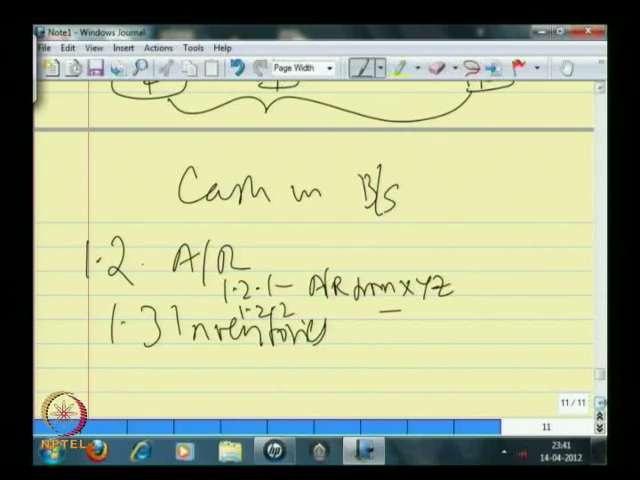 Note1 - Windows Journal
File Edit View Insert Actions Tools Help
Page Width
Cash in B/S
1.2. A/R
1.2.1 - A/R from XYZ
1.2.2
1.3 Inventories
11 / 11
11
NPTEL
23:41
14-04-2012